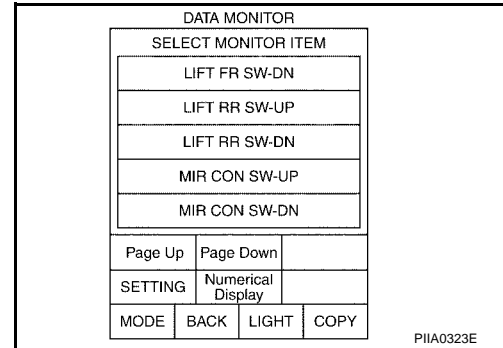 DATA MONITOR
SELECT MONITOR ITEM
LIFT FR SW-DN
LIFT RR SW-UP
LIFT RR SW-DN
MIR CON SW-UP
MIR CON SW-DN
Page Up Page Down
SETTING Numerical
Display
MODE BACK LIGHT COPY
PIIA0323E